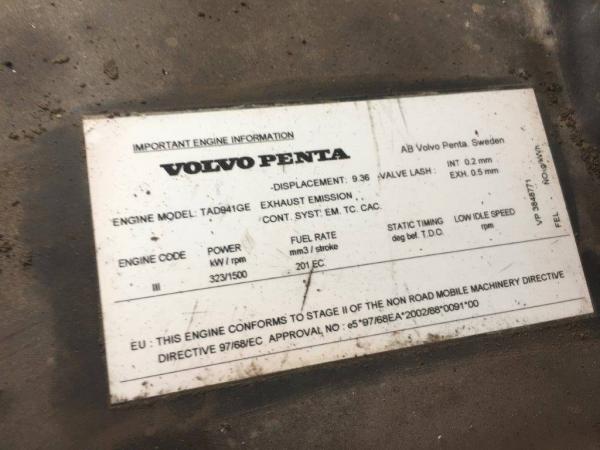 IMPORTANT ENGINE INFORMATION
VOLVO PENTA
AB Volvo Penta. Sweden
DISPLACEMENT: 9.36 VALVE LASH: INT 0.2 mm
EXH. 0.5 mm
ENGINE MODEL: TAD941GE EXHAUST EMISSION
CONT. SYST: EM. TC. CAC.
ENGINE CODE POWER kW / rpm FUEL RATE mm3 / stroke STATIC TIMING deg bef. T.D.C. LOW IDLE SPEED rpm
III 323/1500 201 EC.
EU : THIS ENGINE CONFORMS TO STAGE II OF THE NON ROAD MOBILE MACHINERY DIRECTIVE
DIRECTIVE 97/68/EC APPROVAL NO : e5*97/68EA*2002/88*0091*00
VP 3848771
FEL